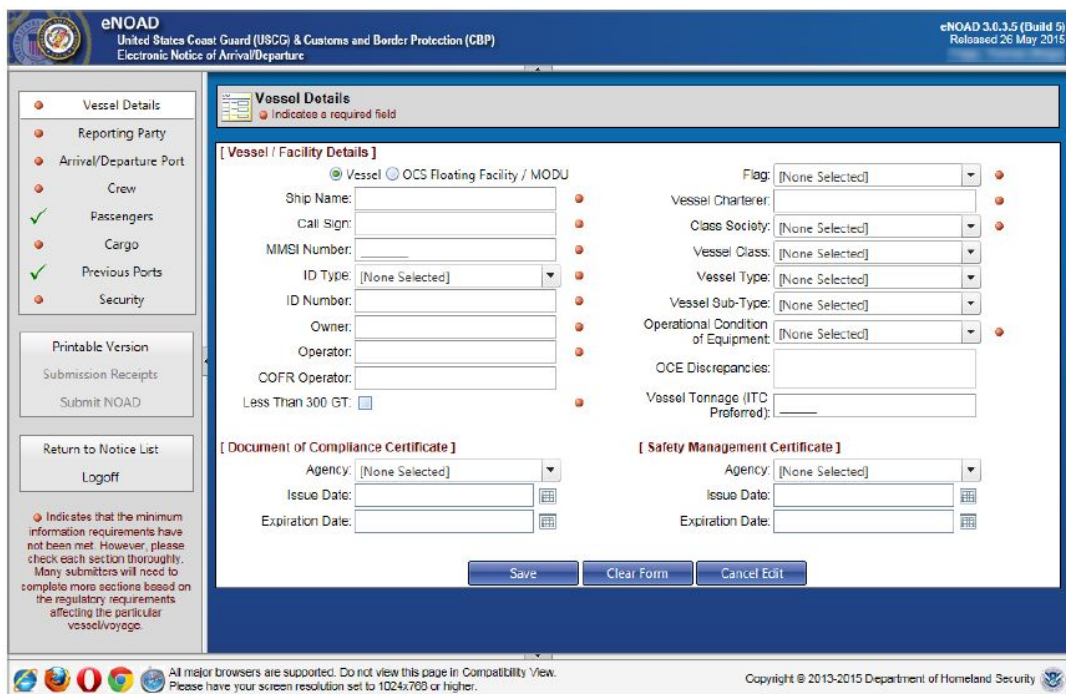 eNOAD
United States Coast Guard (USCG) & Customs and Border Protection (CBP)
Electronic Notice of Arrival/Departure
eNOAD 3.0.3.5 (Build 5)
Released 26 May 2015
Vessel Details
Reporting Party
Arrival/Departure Port
Crew
Passengers
Cargo
Previous Ports
Security
Printable Version
Submission Receipts
Submit NOAD
Return to Notice List
Logoff
Indicates that the minimum
information requirements have
not been met. However, please
check each section thoroughly.
Many submitters will need to
complete more sections based on
the regulatory requirements
affecting the particular
vessel/voyage.
Vessel Details
Indicates a required field
[ Vessel / Facility Details ]
Vessel OCS Floating Facility / MODU
Ship Name:
Call Sign:
MMSI Number:
ID Type: [None Selected]
ID Number:
Owner:
Operator:
COFR Operator:
Less Than 300 GT:
Flag: [None Selected]
Vessel Charterer:
Class Society: [None Selected]
Vessel Class: [None Selected]
Vessel Type: [None Selected]
Vessel Sub-Type: [None Selected]
Operational Condition
of Equipment: [None Selected]
OCE Discrepancies:
Vessel Tonnage (ITC
Preferred):
[ Document of Compliance Certificate ]
Agency: [None Selected]
Issue Date:
Expiration Date:
[ Safety Management Certificate ]
Agency: [None Selected]
Issue Date:
Expiration Date:
Save
Clear Form
Cancel Edit
All major browsers are supported. Do not view this page in Compatibility View.
Please have your screen resolution set to 1024x768 or higher.
Copyright © 2013-2015 Department of Homeland Security